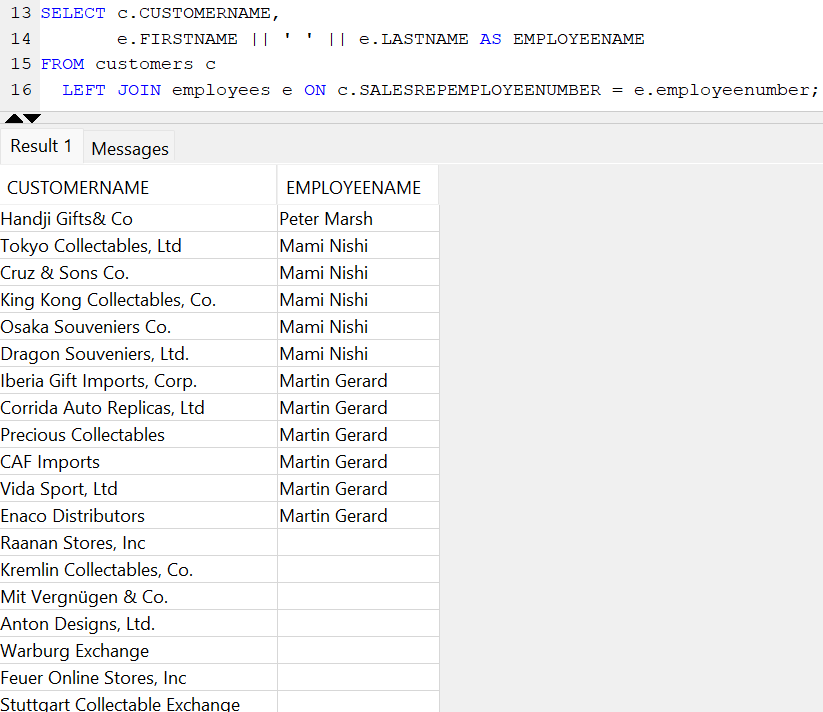 13 SELECT c.CUSTOMERNAME,
14 e.FIRSTNAME || ' ' || e.LASTNAME AS EMPLOYEENAME
15 FROM customers c
16 LEFT JOIN employees e ON c.SALESREPEMPLOYEENUMBER = e.employeenumber;
Result 1 Messages
CUSTOMERNAME EMPLOYEENAME
Handji Gifts& Co Peter Marsh
Tokyo Collectables, Ltd Mami Nishi
Cruz & Sons Co. Mami Nishi
King Kong Collectables, Co. Mami Nishi
Osaka Souveniers Co. Mami Nishi
Dragon Souveniers, Ltd. Mami Nishi
Iberia Gift Imports, Corp. Martin Gerard
Corrida Auto Replicas, Ltd Martin Gerard
Precious Collectables Martin Gerard
CAF Imports Martin Gerard
Vida Sport, Ltd Martin Gerard
Enaco Distributors Martin Gerard
Raanan Stores, Inc
Kremlin Collectables, Co.
Mit Vergnügen & Co.
Anton Designs, Ltd.
Warburg Exchange
Feuer Online Stores, Inc
Stuttgart Collectable Exchange